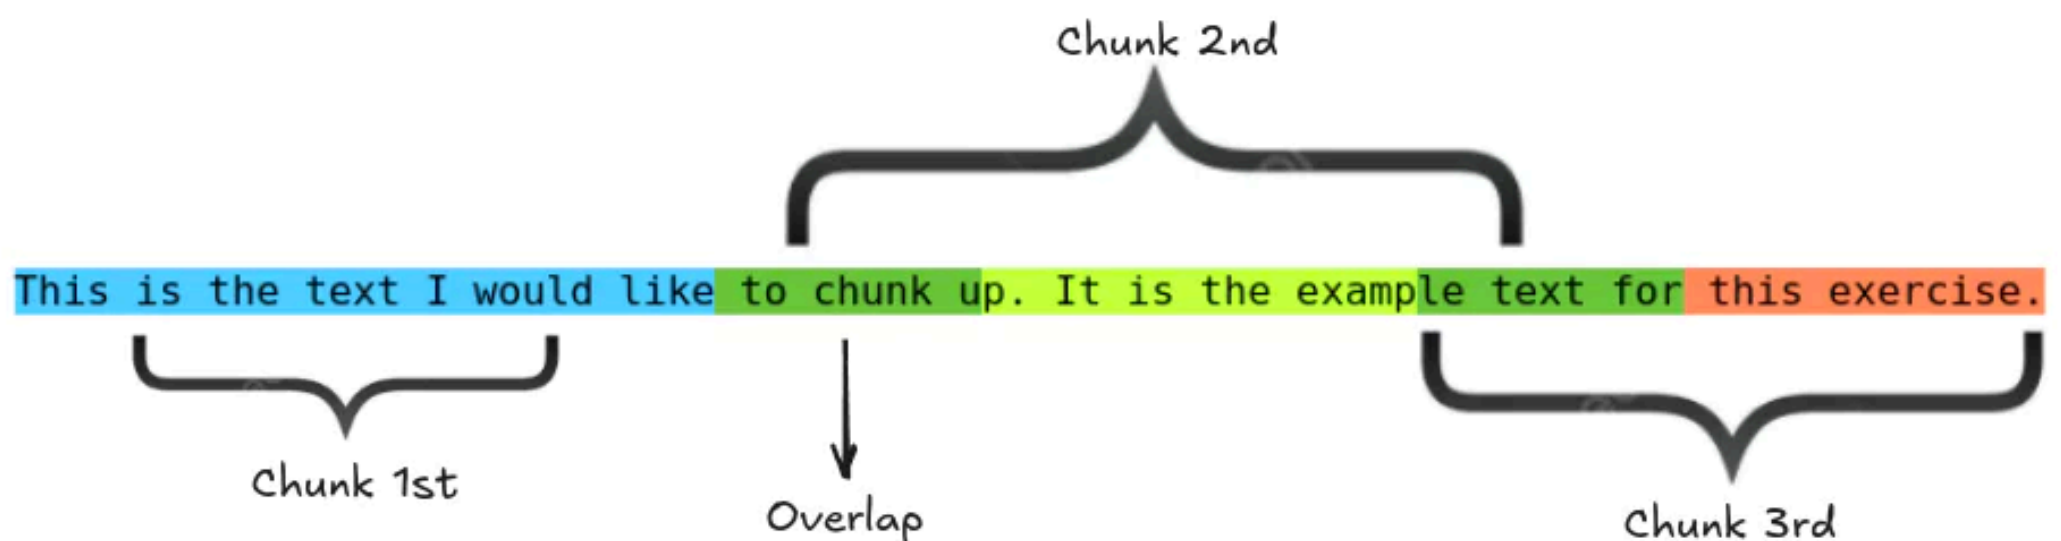 Chunk 2nd
This is the text I would like to chunk up. It is the example text for this exercise.
Chunk 1st
Overlap
Chunk 3rd